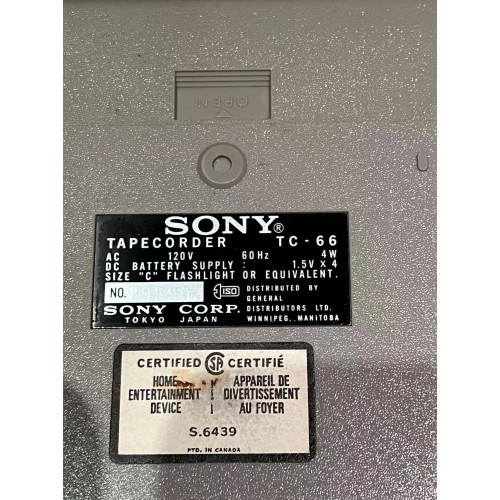 OPEN
SONY®
TAPECORDER TC-66
AC 120V 60Hz 4W
DC BATTERY SUPPLY: 1.5V X 4
SIZE "C" FLASHLIGHT OR EQUIVALENT.
NO. ISO DISTRIBUTED BY
GENERAL
SONY CORP. DISTRIBUTORS LTD.
TOKYO JAPAN WINNIPEG, MANITOBA
CERTIFIED SA CERTIFIÉ
HOME APPAREIL DE
ENTERTAINMENT DIVERTISSEMENT
DEVICE AU FOYER
S.6439
PTD. IN CANADA